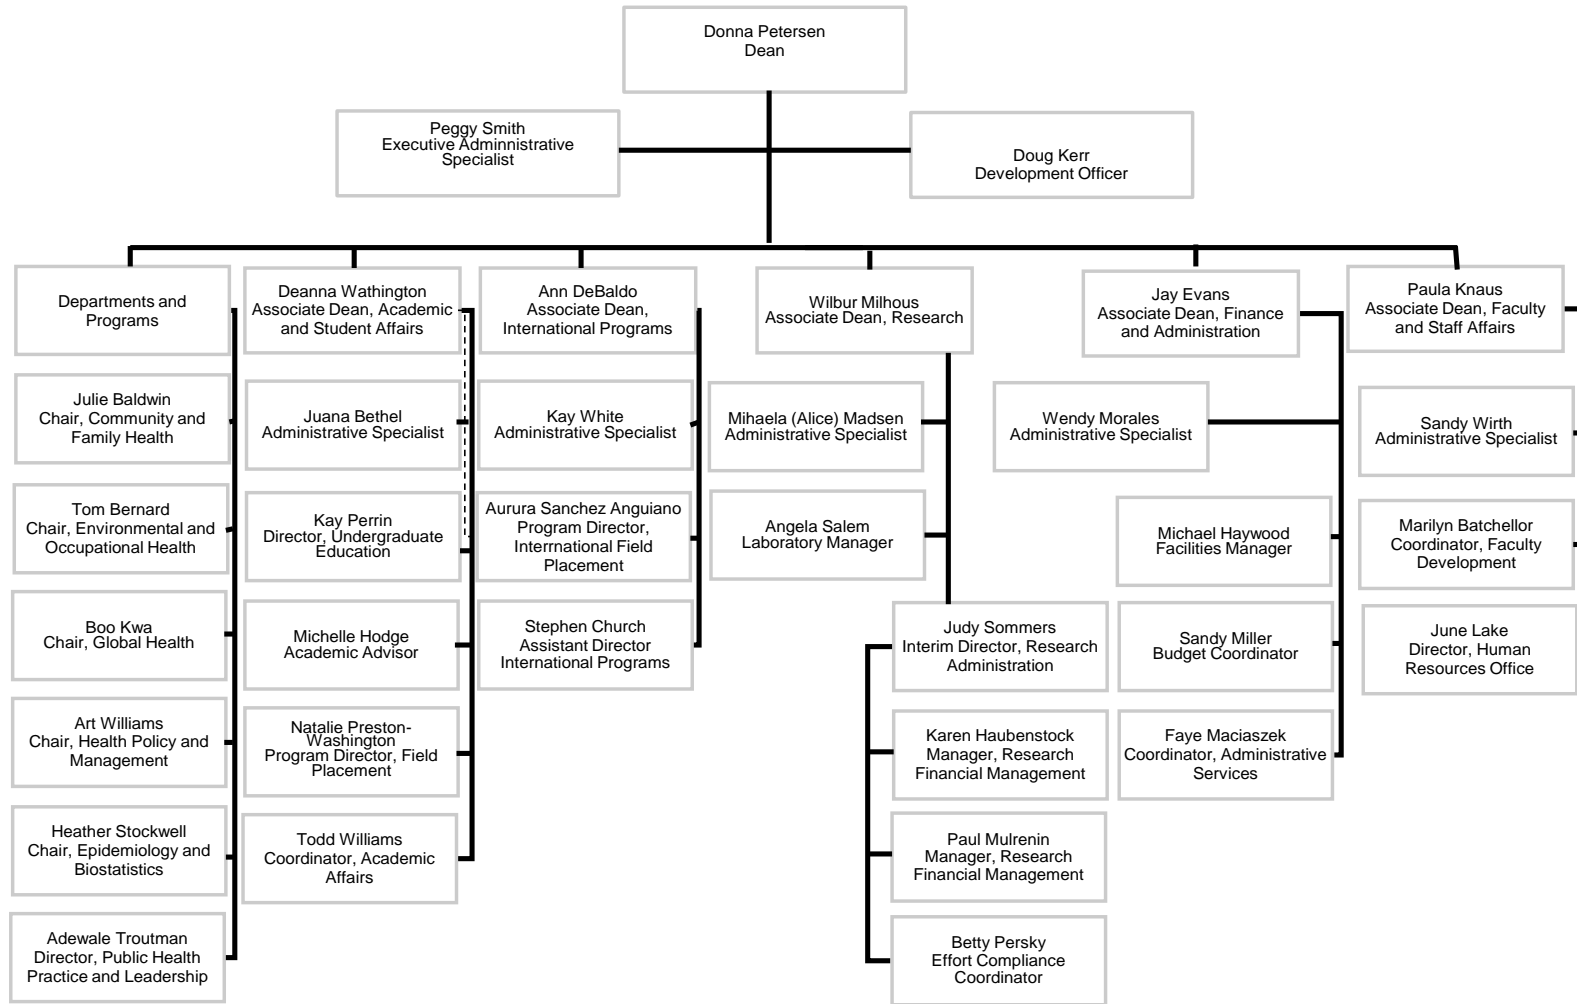 Donna Petersen
Dean
Peggy Smith
Executive Adminnistrative
Specialist
Doug Kerr
Development Officer
Departments and
Programs
Julie Baldwin
Chair, Community and
Family Health
Tom Bernard
Chair, Environmental and
Occupational Health
Boo Kwa
Chair, Global Health
Art Williams
Chair, Health Policy and
Management
Heather Stockwell
Chair, Epidemiology and
Biostatistics
Adewale Troutman
Director, Public Health
Practice and Leadership
Deanna Wathington
Associate Dean, Academic
and Student Affairs
Juana Bethel
Administrative Specialist
Kay Perrin
Director, Undergraduate
Education
Michelle Hodge
Academic Advisor
Natalie Preston-
Washington
Program Director, Field
Placement
Todd Williams
Coordinator, Academic
Affairs
Ann DeBaldo
Associate Dean,
International Programs
Kay White
Administrative Specialist
Aurura Sanchez Anguiano
Program Director,
International Field
Placement
Stephen Church
Assistant Director
International Programs
Wilbur Milhous
Associate Dean, Research
Mihaela (Alice) Madsen
Administrative Specialist
Angela Salem
Laboratory Manager
Judy Sommers
Interim Director, Research
Administration
Karen Haubenstock
Manager, Research
Financial Management
Paul Mulrenin
Manager, Research
Financial Management
Betty Persky
Effort Compliance
Coordinator
Jay Evans
Associate Dean, Finance
and Administration
Wendy Morales
Administrative Specialist
Michael Haywood
Facilities Manager
Sandy Miller
Budget Coordinator
Faye Maciaszek
Coordinator, Administrative
Services
Paula Knaus
Associate Dean, Faculty
and Staff Affairs
Sandy Wirth
Administrative Specialist
Marilyn Batchellor
Coordinator, Faculty
Development
June Lake
Director, Human
Resources Office